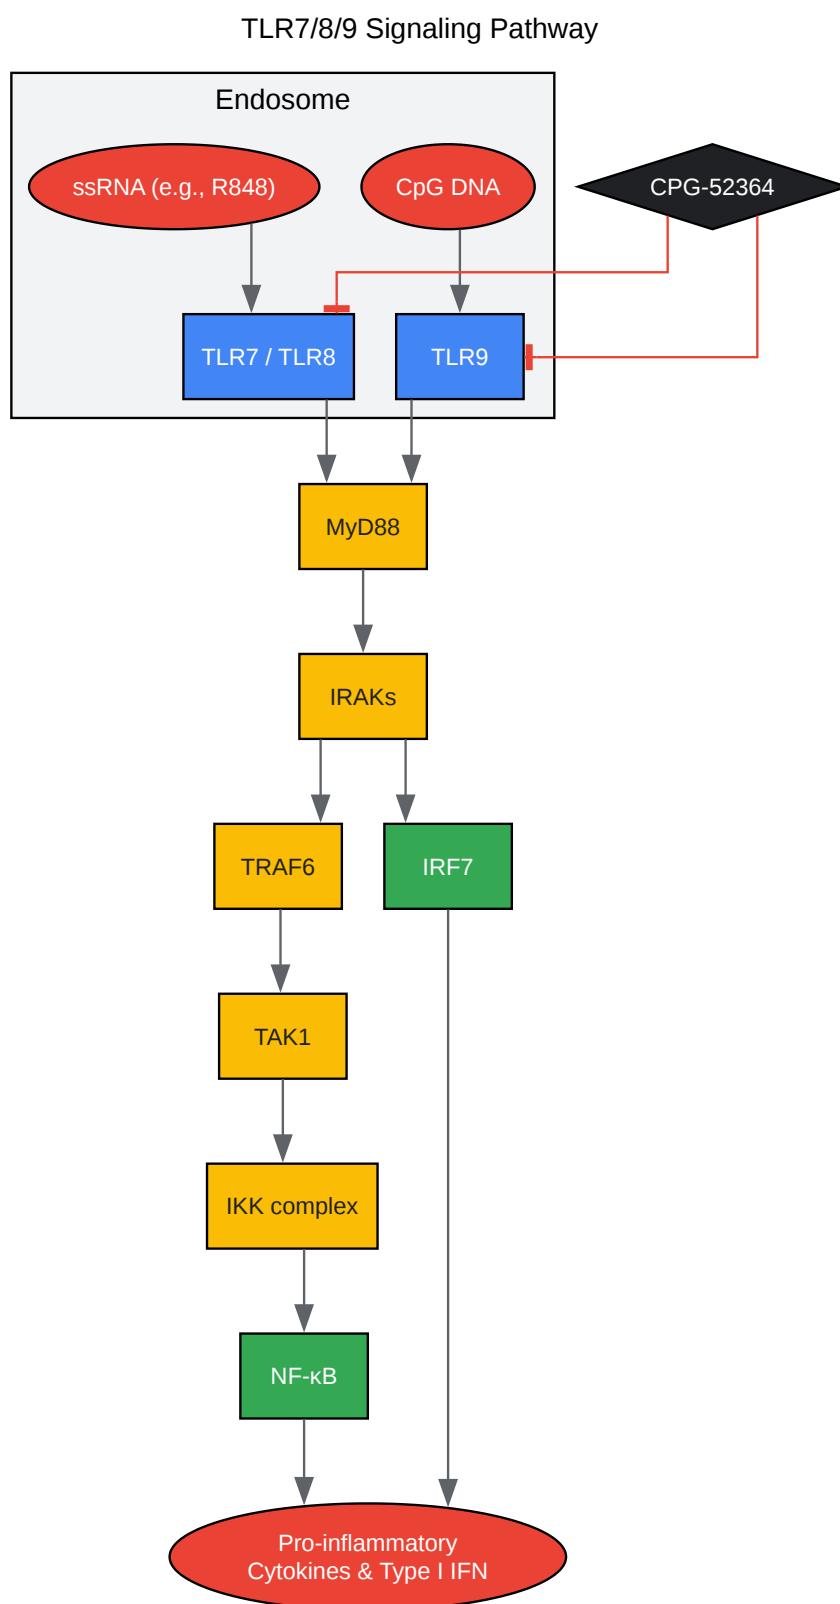 TLR7/8/9 Signaling Pathway
Endosome
ssRNA (e.g., R848)
CpG DNA
CPG-52364
TLR7 / TLR8
TLR9
MyD88
IRAKs
TRAF6
IRF7
TAK1
IKK complex
NF-κB
Pro-inflammatory
Cytokines & Type I IFN